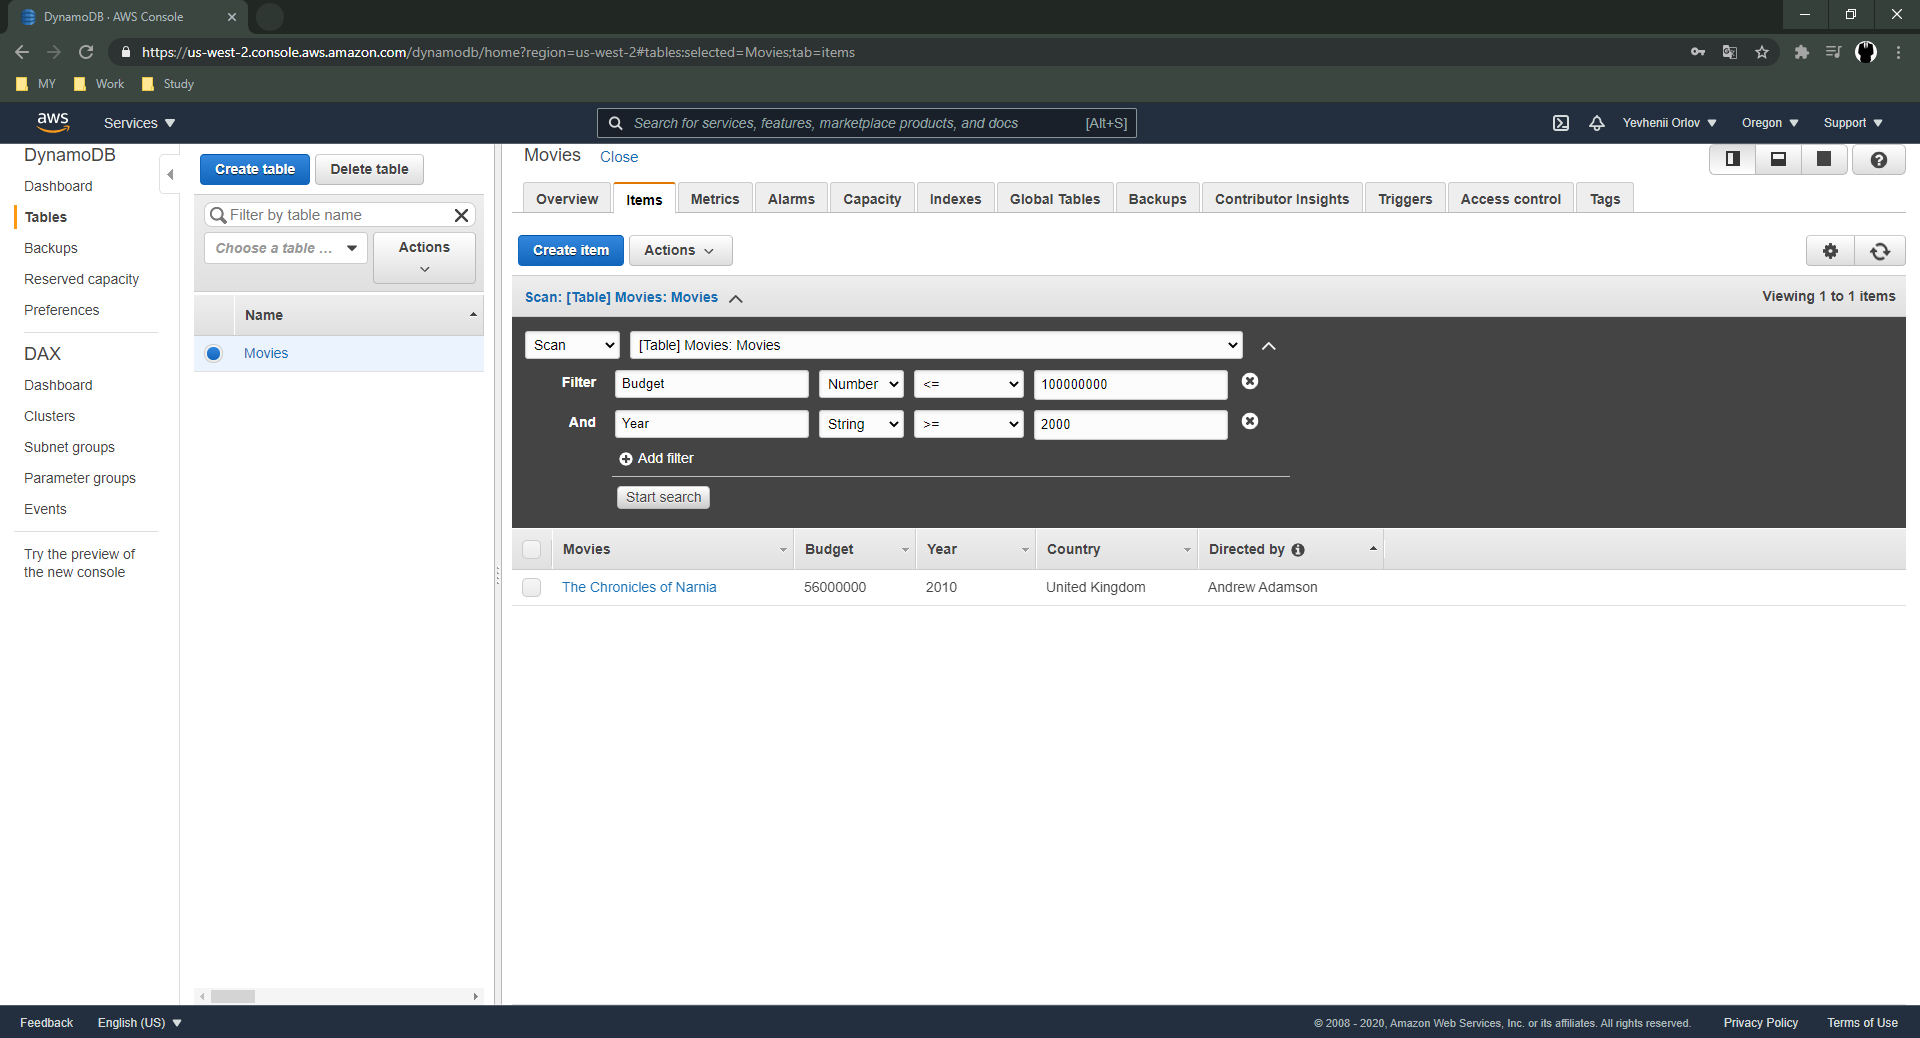 DynamoDB · AWS Console
https://us-west-2.console.aws.amazon.com/dynamodb/home?region=us-west-2#tables:selected=Movies;tab=items
MY Work Study
aws Services Search for services, features, marketplace products, and docs [Alt+S] Yevhenii Orlov Oregon Support
DynamoDB
Dashboard
Tables
Backups
Reserved capacity
Preferences
DAX
Dashboard
Clusters
Subnet groups
Parameter groups
Events
Try the preview of
the new console
Create table Delete table
Filter by table name
Choose a table ... Actions
Name
Movies
Movies Close
Overview Items Metrics Alarms Capacity Indexes Global Tables Backups Contributor Insights Triggers Access control Tags
Create item Actions
Scan: [Table] Movies: Movies Viewing 1 to 1 items
Scan [Table] Movies: Movies
Filter Budget Number <= 100000000
And Year String >= 2000
Add filter
Start search
Movies Budget Year Country Directed by
The Chronicles of Narnia 56000000 2010 United Kingdom Andrew Adamson
Feedback English (US) © 2008 - 2020, Amazon Web Services, Inc. or its affiliates. All rights reserved. Privacy Policy Terms of Use